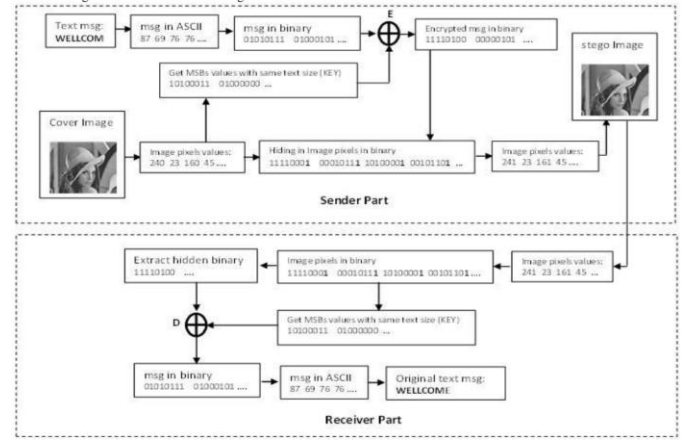 Text msg:
WELLCOM
msg in ASCII
87 69 76 76 ....
msg in binary
01010111 01000101 ....
E
Encrypted msg in binary
11110100 00000101 ....
stego Image
Get MSBs values with same text size (KEY)
10100011 01000000 ...
Cover Image
Image pixels values:
240 23 160 45 ....
Hiding in Image pixels in binary
11110001 00010111 10100001 00101101 ...
Image pixels values:
241 23 161 45 ....
Sender Part
Extract hidden binary
11110100 ....
Image pixels in binary
11110001 00010111 10100001 00101101....
Image pixels values:
241 23 161 45 ...
D
Get MSBs values with same text size (KEY)
10100011 01000000 ...
msg in binary
01010111 01000101 ....
msg in ASCII
87 69 76 76 ....
Original text msg:
WELLCOME
Receiver Part